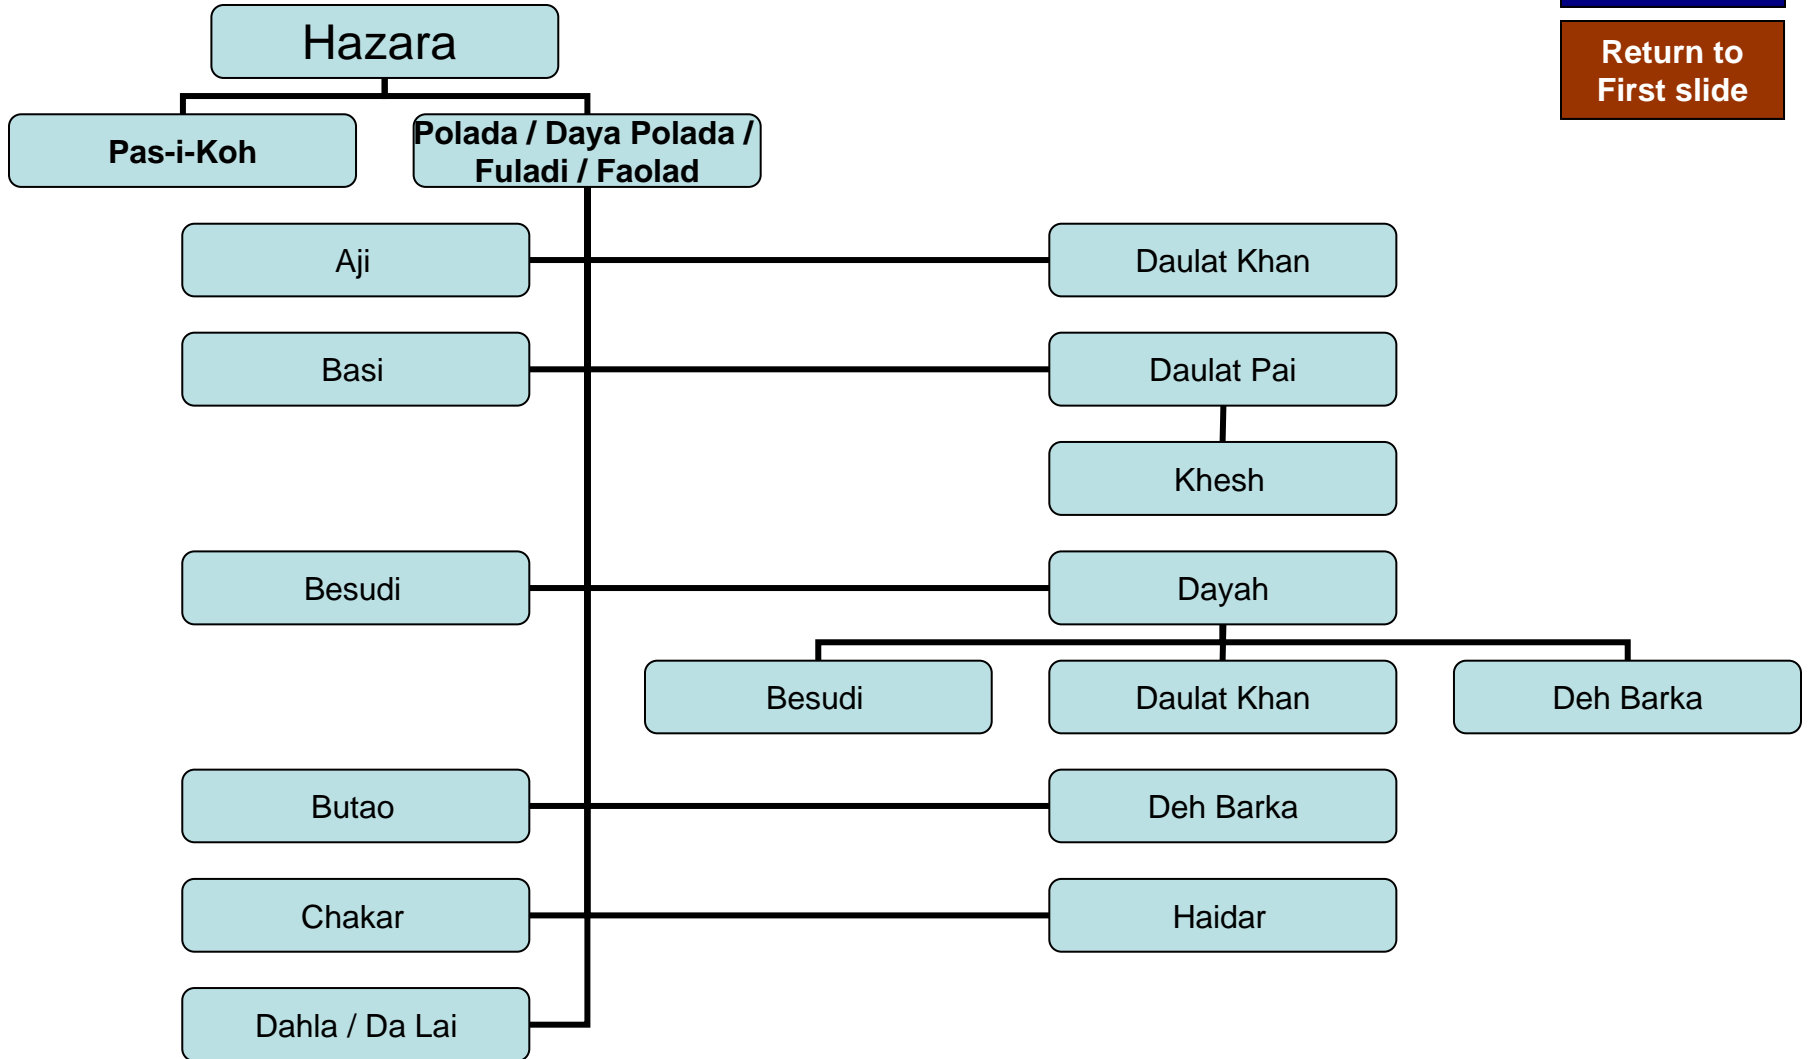 Hazara
Return to
First slide
Pas-i-Koh
Polada / Daya Polada /
Fuladi / Faolad
Aji
Daulat Khan
Basi
Daulat Pai
Khesh
Besudi
Dayah
Besudi
Daulat Khan
Deh Barka
Butao
Deh Barka
Chakar
Haidar
Dahla / Da Lai